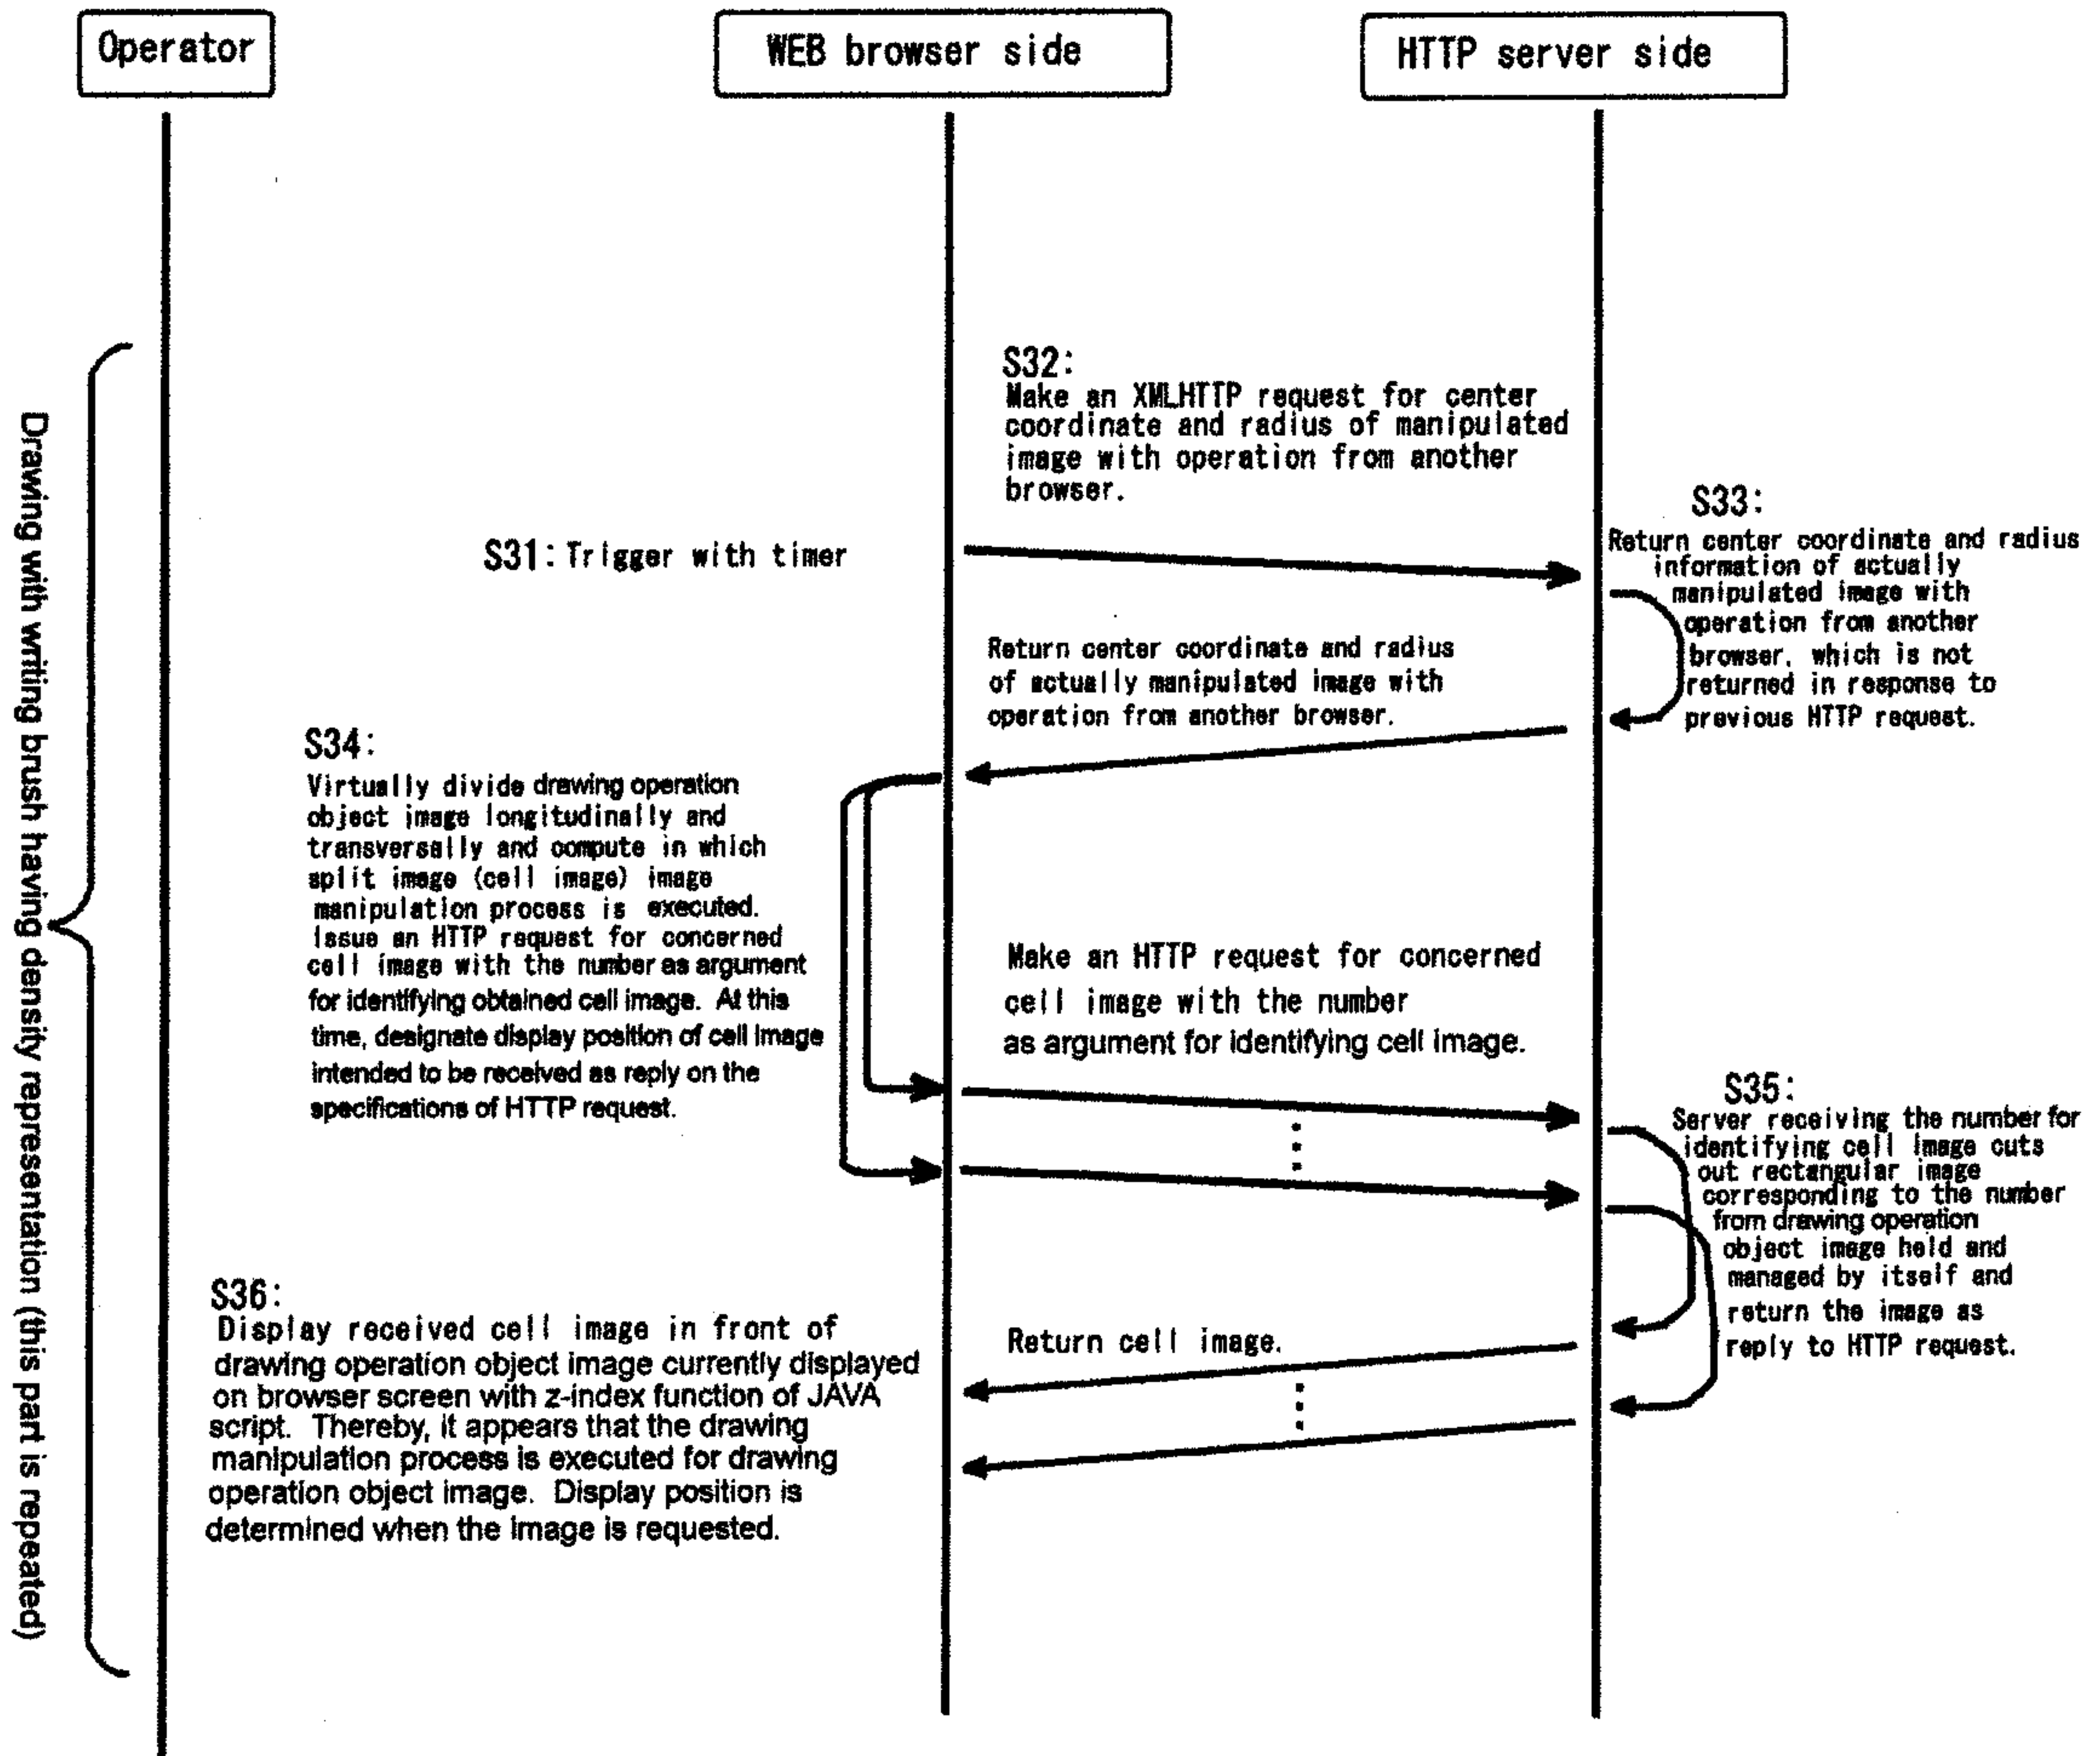 Operator
WEB browser side
HTTP server side
Drawing with writing brush having density representation (this part is repeated)
S32:
Make an XMLHTTP request for center
coordinate and radius of manipulated
image with operation from another
browser.
S31: Trigger with timer
S33:
Return center coordinate and radius
information of actually
manipulated image with
operation from another
browser, which is not
returned in response to
previous HTTP request.
Return center coordinate and radius
of actually manipulated image with
operation from another browser.
S34:
Virtually divide drawing operation
object image longitudinally and
transversally and compute in which
split image (cell image) image
manipulation process is executed.
Issue an HTTP request for concerned
cell image with the number as argument
for identifying obtained cell image. At this
time, designate display position of cell image
intended to be received as reply on the
specifications of HTTP request.
Make an HTTP request for concerned
cell image with the number
as argument for identifying cell image.
S35:
Server receiving the number for
identifying cell image cuts
out rectangular image
corresponding to the number
from drawing operation
object image held and
managed by itself and
return the image as
reply to HTTP request.
S36:
Display received cell image in front of
drawing operation object image currently displayed
on browser screen with z-index function of JAVA
script. Thereby, it appears that the drawing
manipulation process is executed for drawing
operation object image. Display position is
determined when the image is requested.
Return cell image.